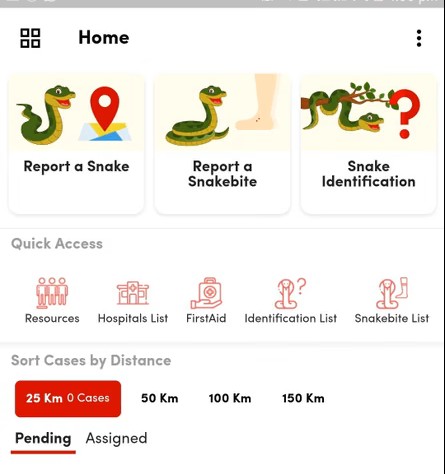 Home
Report a Snake
Report a
Snakebite
Snake
Identification
Quick Access
Resources
Hospitals List
FirstAid
Identification List
Snakebite List
Sort Cases by Distance
25 Km 0 Cases
50 Km
100 Km
150 Km
Pending
Assigned